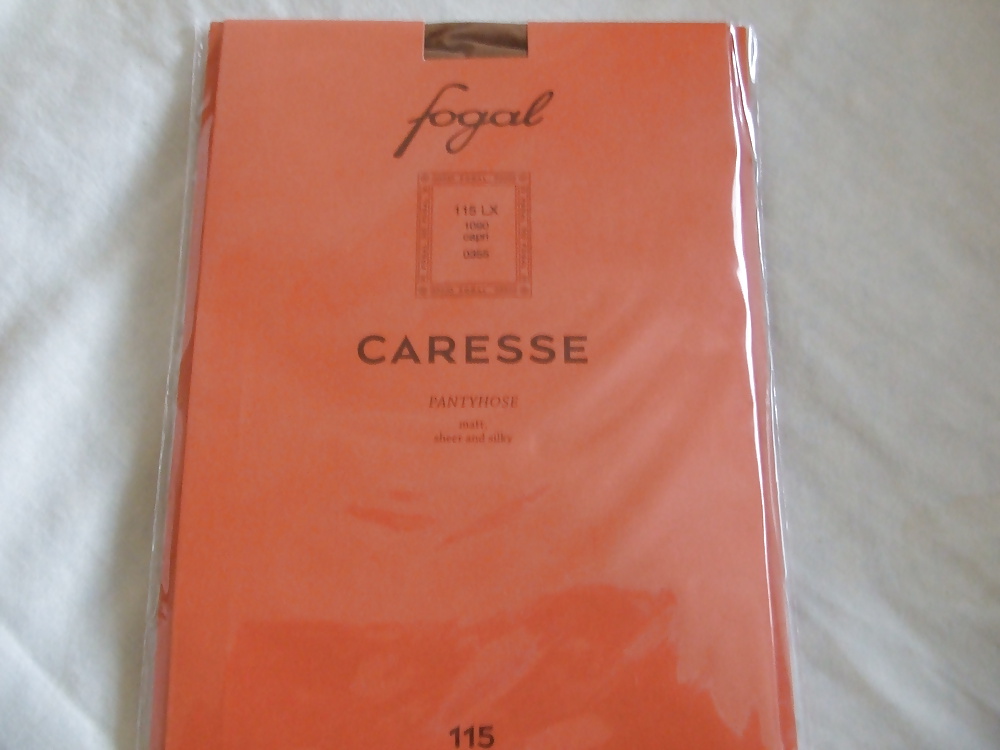 fogal
115 LX
capri
CARESSE
PANTYHOSE
matt,
sheer and silky
115